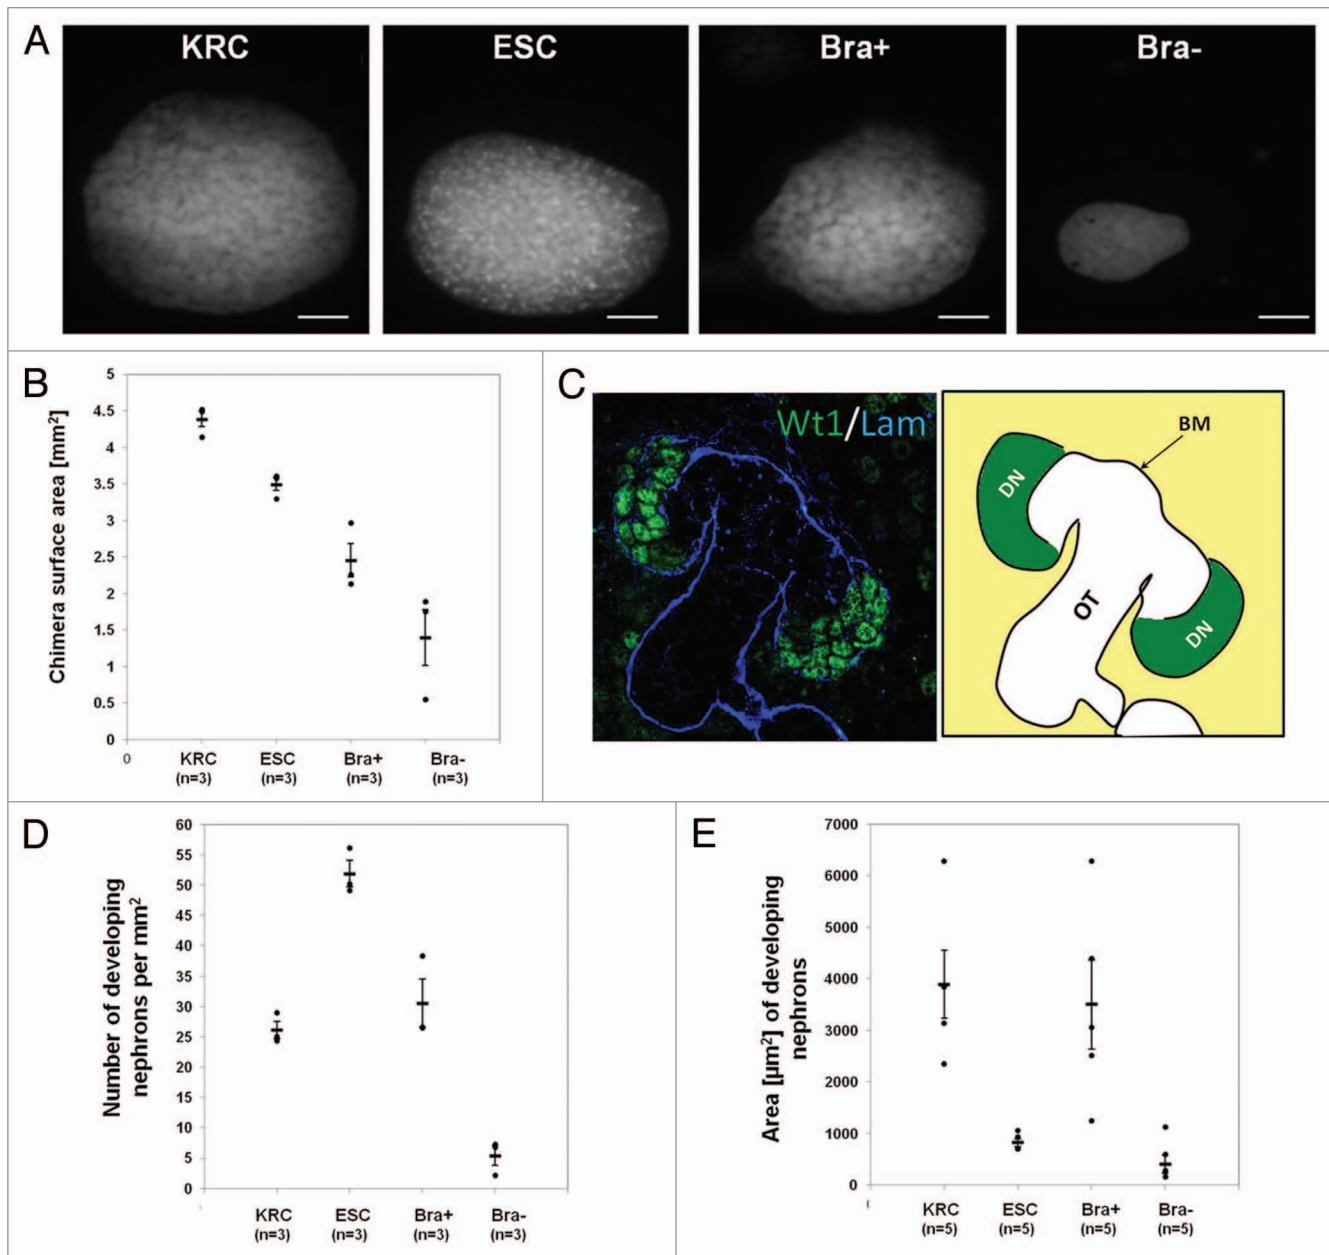 A
KRC
ESC
Bra+
Bra-
B
Chimera surface area [mm²]
5
4.5
4
3.5
3
2.5
2
1.5
1
0.5
0
0
KRC
(n=3)
ESC
(n=3)
Bra+
(n=3)
Bra-
(n=3)
C
Wt1/Lam
BM
DN
OT
DN
D
Number of developing
nephrons per mm²
60
55
50
45
40
35
30
25
20
15
10
5
0
KRC
(n=3)
ESC
(n=3)
Bra+
(n=3)
Bra-
(n=3)
E
Area [µm²] of developing
nephrons
7000
6000
5000
4000
3000
2000
1000
0
KRC
(n=5)
ESC
(n=5)
Bra+
(n=5)
Bra-
(n=5)